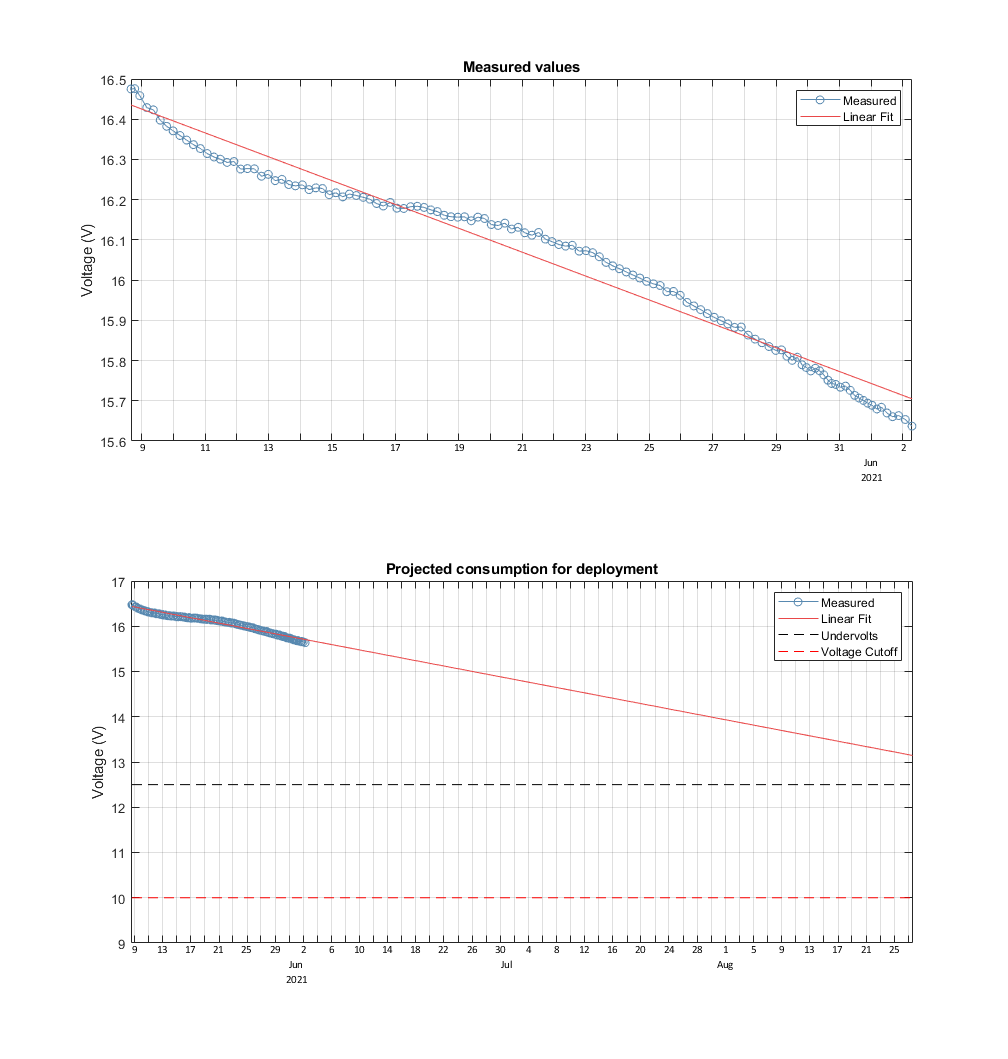 Measured values
16.5
16.4
16.3
16.2
16.1
16
15.9
15.8
15.7
15.6
Voltage (V)
Measured
Linear Fit
9 11 13 15 17 19 21 23 25 27 29 31 2
Jun
2021
Projected consumption for deployment
17
16
15
14
13
12
11
10
9
Voltage (V)
Measured
Linear Fit
Undervolts
Voltage Cutoff
9 13 17 21 25 29 2 6 10 14 18 22 26 30 4 8 12 16 20 24 28 1 5 9 13 17 21 25
Jun Jul Aug
2021